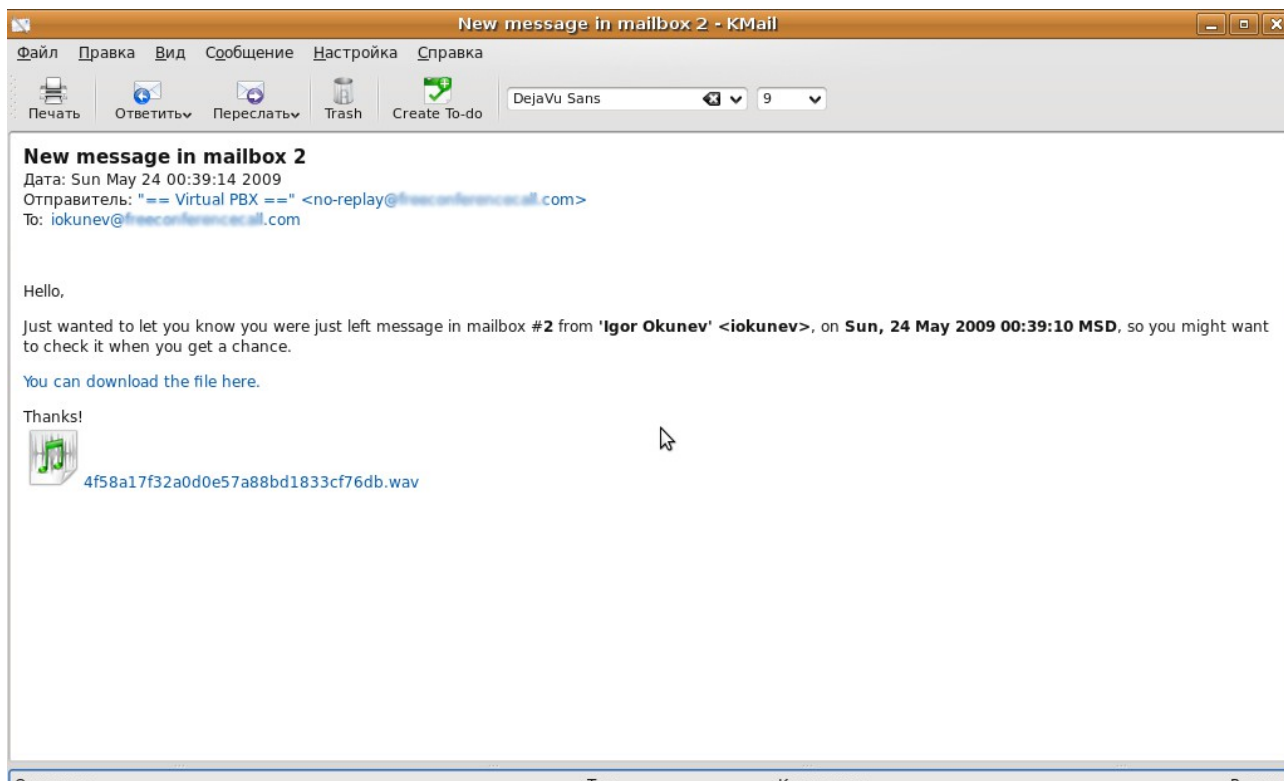 New message in mailbox 2 - KMail
Файл Правка Вид Сообщение Настройка Справка
Печать Ответить Переслать Trash Create To-do DejaVu Sans 9
New message in mailbox 2
Дата: Sun May 24 00:39:14 2009
Отправитель: "== Virtual PBX ==" <no-replay@ .com>
To: iokunev@ .com
Hello,
Just wanted to let you know you were just left message in mailbox #2 from 'Igor Okunev' <iokunev>, on Sun, 24 May 2009 00:39:10 MSD, so you might want
to check it when you get a chance.
You can download the file here.
Thanks!
4f58a17f32a0d0e57a88bd1833cf76db.wav